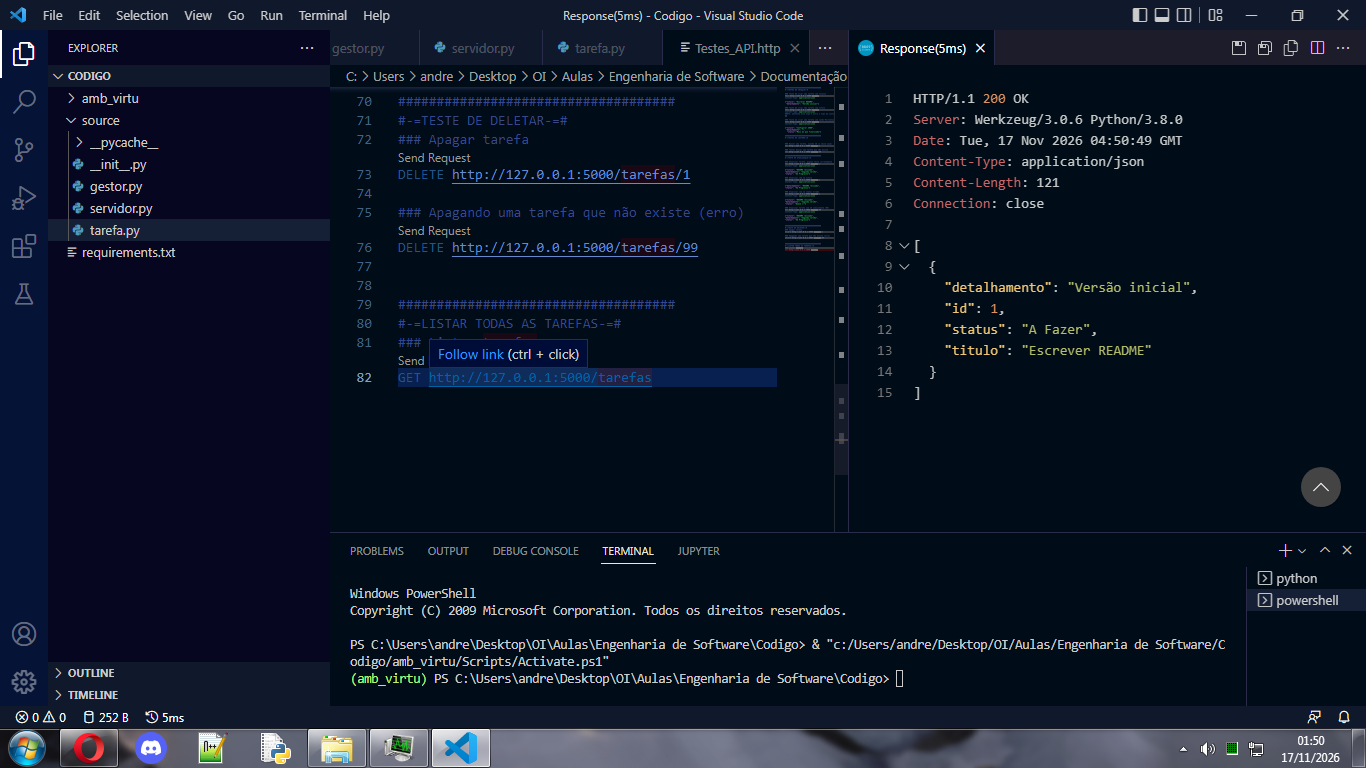 File Edit Selection View Go Run Terminal Help
Response(5ms) - Codigo - Visual Studio Code
EXPLORER
CODIGO
amb_virtu
source
__pycache__
__init__.py
gestor.py
servidor.py
tarefa.py
requirements.txt
OUTLINE
TIMELINE
gestor.py servidor.py tarefa.py Testes_API.http
C: > Users > andre > Desktop > OI > Aulas > Engenharia de Software > Documentação
70 ####################################
71 #-=TESTE DE DELETAR-=#
72 ### Apagar tarefa
Send Request
73 DELETE http://127.0.0.1:5000/tarefas/1
74
75 ### Apagando uma tarefa que não existe (erro)
Send Request
76 DELETE http://127.0.0.1:5000/tarefas/99
77
78
79 ####################################
80 #-=LISTAR TODAS AS TAREFAS-=#
81 ###
Send
Follow link (ctrl + click)
82 GET http://127.0.0.1:5000/tarefas
Response(5ms)
1 HTTP/1.1 200 OK
2 Server: Werkzeug/3.0.6 Python/3.8.0
3 Date: Tue, 17 Nov 2026 04:50:49 GMT
4 Content-Type: application/json
5 Content-Length: 121
6 Connection: close
7
8 [
9 {
10 "detalhamento": "Versão inicial",
11 "id": 1,
12 "status": "A Fazer",
13 "titulo": "Escrever README"
14 }
15 ]
PROBLEMS OUTPUT DEBUG CONSOLE TERMINAL JUPYTER
Windows PowerShell
Copyright (C) 2009 Microsoft Corporation. Todos os direitos reservados.
PS C:\Users\andre\Desktop\OI\Aulas\Engenharia de Software\Codigo> & "c:/Users/andre/Desktop/OI/Aulas/Engenharia de Software/C
odigo/amb_virtu/Scripts/Activate.ps1"
(amb_virtu) PS C:\Users\andre\Desktop\OI\Aulas\Engenharia de Software\Codigo>
python
powershell
0 0 252 B 5ms
01:50
17/11/2026